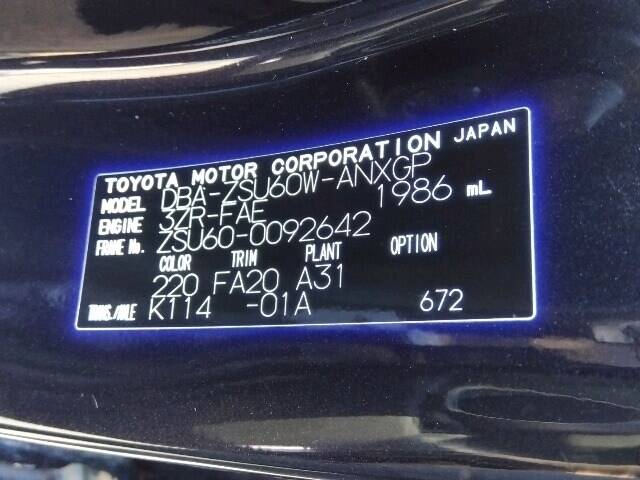 TOYOTA MOTOR CORPORATION JAPAN
MODEL DBA-ZSU60W-ANXGP
ENGINE 3ZR-FAE 1986 mL
FRAME No. ZSU60-0092642
COLOR TRIM PLANT OPTION
220 FA20 A31
TRANS./AXLE K114 -01A 672